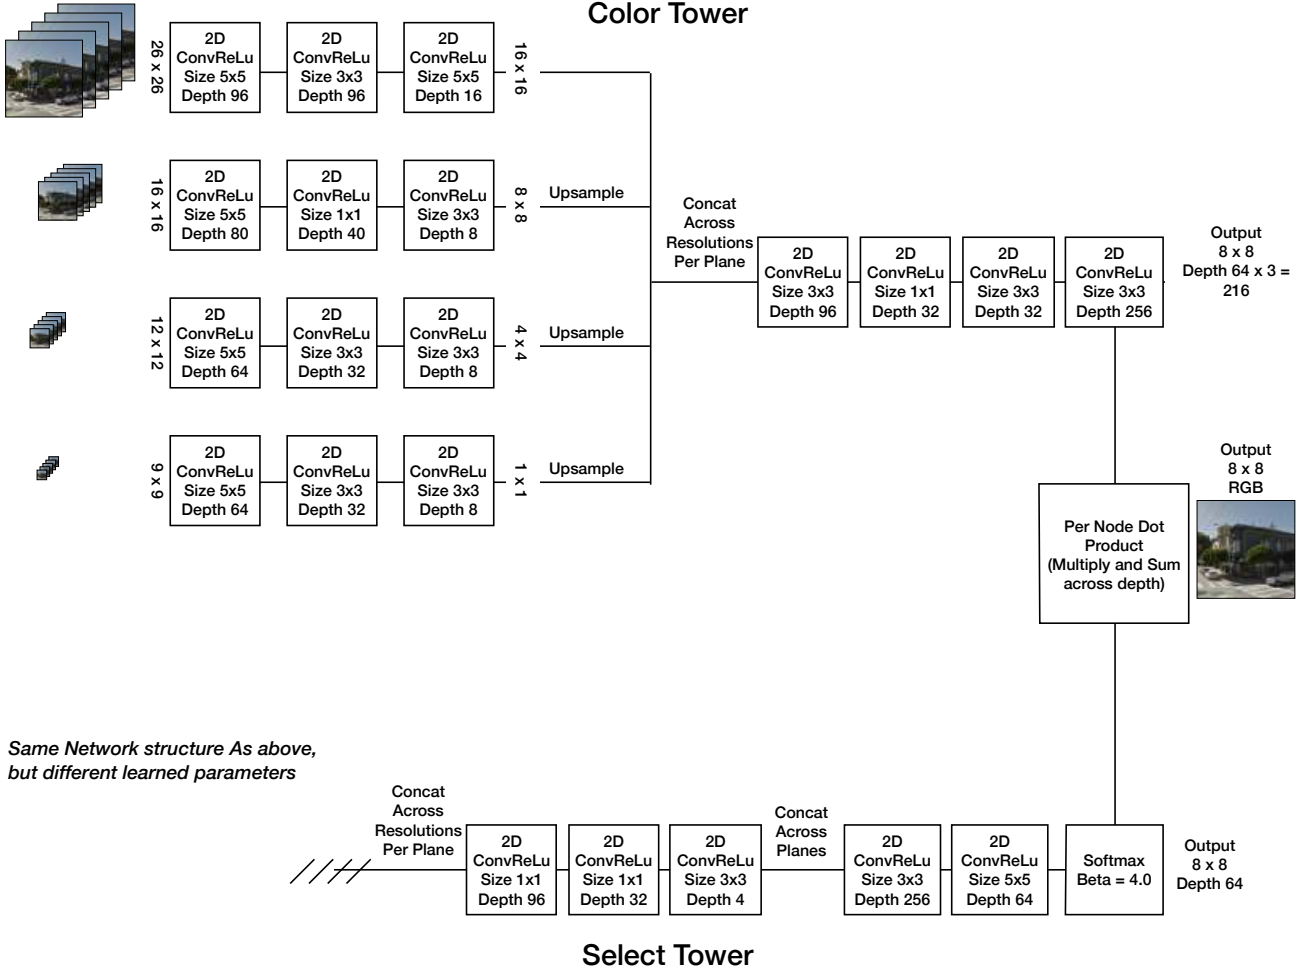 Color Tower
26 x 26
2D
ConvReLu
Size 5x5
Depth 96
2D
ConvReLu
Size 3x3
Depth 96
2D
ConvReLu
Size 5x5
Depth 16
16 x 16
16 x 16
2D
ConvReLu
Size 5x5
Depth 80
2D
ConvReLu
Size 1x1
Depth 40
2D
ConvReLu
Size 3x3
Depth 8
8 x 8
Upsample
12 x 12
2D
ConvReLu
Size 5x5
Depth 64
2D
ConvReLu
Size 3x3
Depth 32
2D
ConvReLu
Size 3x3
Depth 8
4 x 4
Upsample
9 x 9
2D
ConvReLu
Size 5x5
Depth 64
2D
ConvReLu
Size 3x3
Depth 32
2D
ConvReLu
Size 3x3
Depth 8
1 x 1
Upsample
Concat
Across
Resolutions
Per Plane
2D
ConvReLu
Size 3x3
Depth 96
2D
ConvReLu
Size 1x1
Depth 32
2D
ConvReLu
Size 3x3
Depth 32
2D
ConvReLu
Size 3x3
Depth 256
Output
8 x 8
Depth 64 x 3 =
216
Output
8 x 8
RGB
Per Node Dot
Product
(Multiply and Sum
across depth)
Same Network structure As above,
but different learned parameters
Concat
Across
Resolutions
Per Plane
2D
ConvReLu
Size 1x1
Depth 96
2D
ConvReLu
Size 1x1
Depth 32
2D
ConvReLu
Size 3x3
Depth 4
Concat
Across
Planes
2D
ConvReLu
Size 3x3
Depth 256
2D
ConvReLu
Size 5x5
Depth 64
Softmax
Beta = 4.0
Output
8 x 8
Depth 64
Select Tower